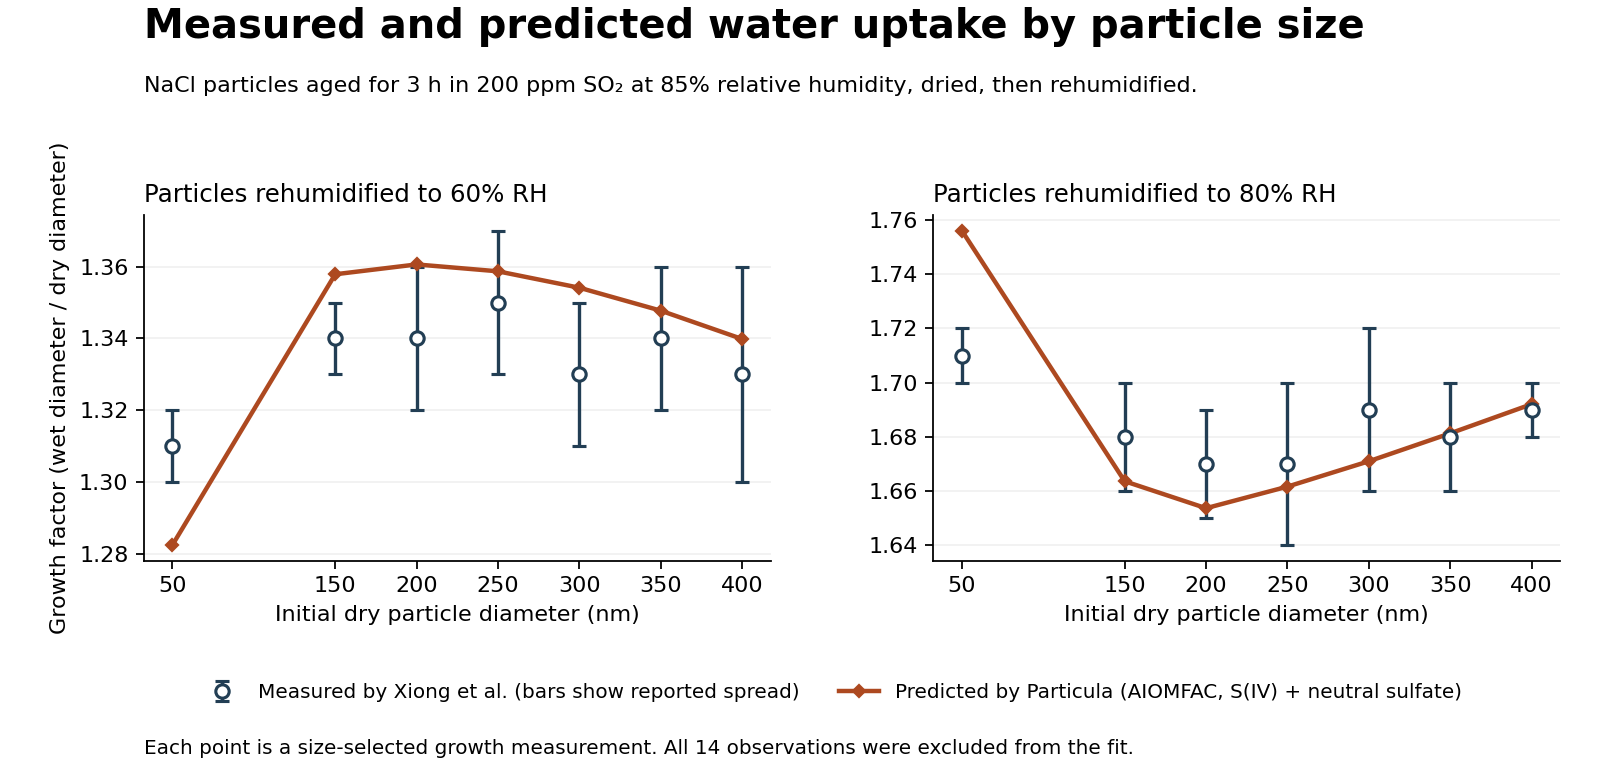 Measured and predicted water uptake by particle size
NaCl particles aged for 3 h in 200 ppm SO₂ at 85% relative humidity, dried, then rehumidified.
Growth factor (wet diameter / dry diameter)
Particles rehumidified to 60% RH
1.36
1.34
1.32
1.30
1.28
50 150 200 250 300 350 400
Initial dry particle diameter (nm)
Particles rehumidified to 80% RH
1.76
1.74
1.72
1.70
1.68
1.66
1.64
50 150 200 250 300 350 400
Initial dry particle diameter (nm)
Measured by Xiong et al. (bars show reported spread)
Predicted by Particula (AIOMFAC, S(IV) + neutral sulfate)
Each point is a size-selected growth measurement. All 14 observations were excluded from the fit.